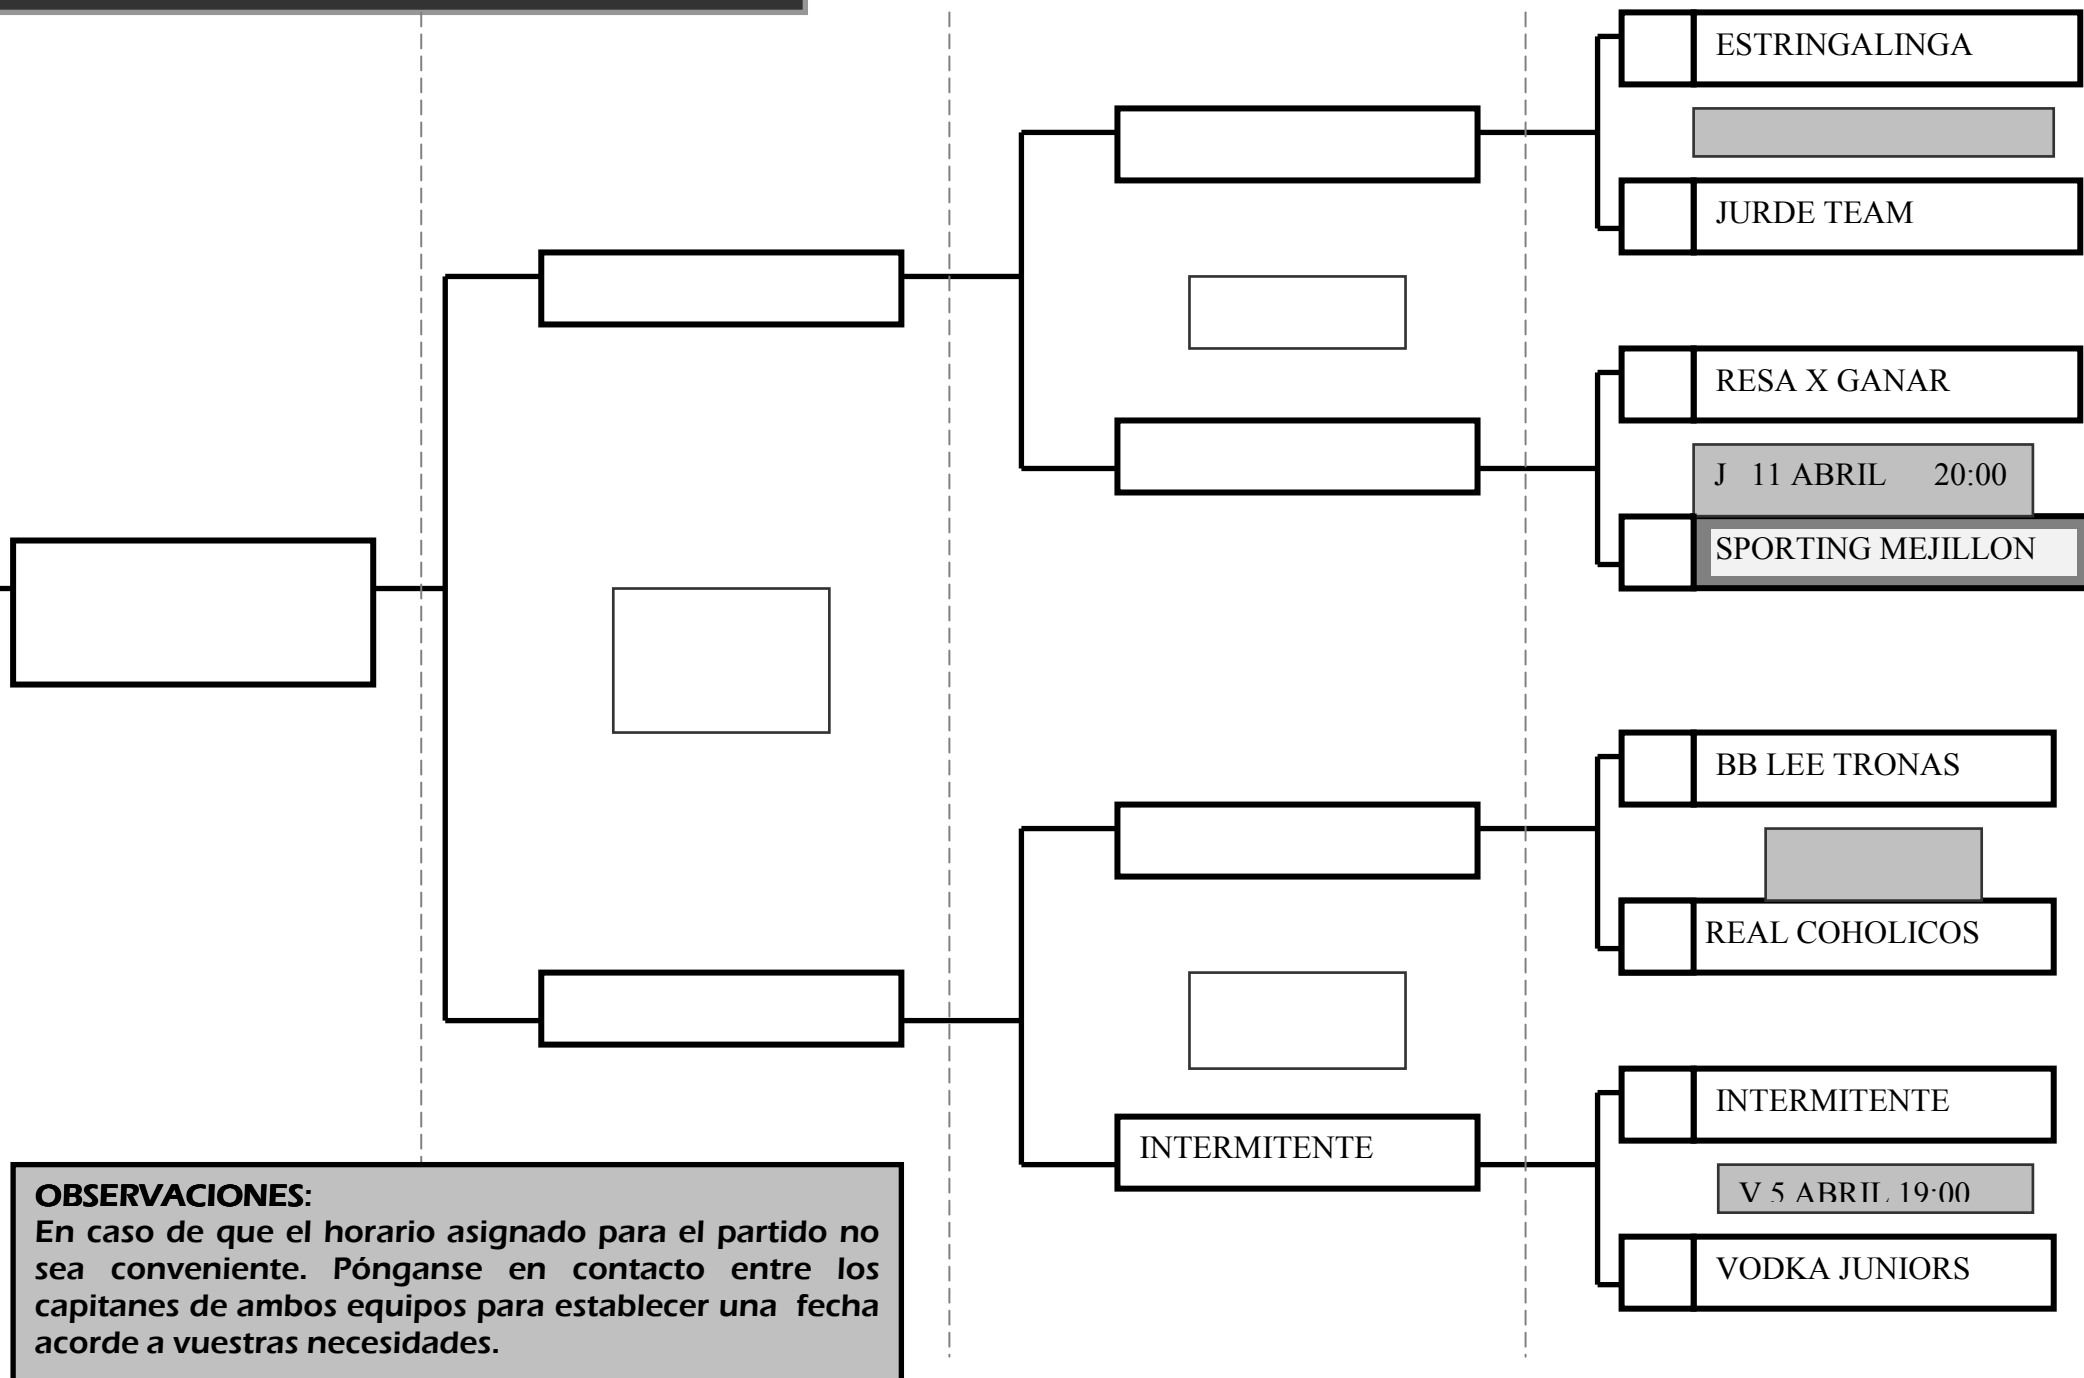 ESTRINGALINGA
JURDE TEAM
RESA X GANAR
J 11 ABRIL 20:00
SPORTING MEJILLON
BB LEE TRONAS
REAL COHOLICOS
INTERMITENTE
INTERMITENTE
V 5 ABRIL 19:00
VODKA JUNIORS
OBSERVACIONES:
En caso de que el horario asignado para el partido no
sea conveniente. Pónganse en contacto entre los
capitanes de ambos equipos para establecer una fecha
acorde a vuestras necesidades.